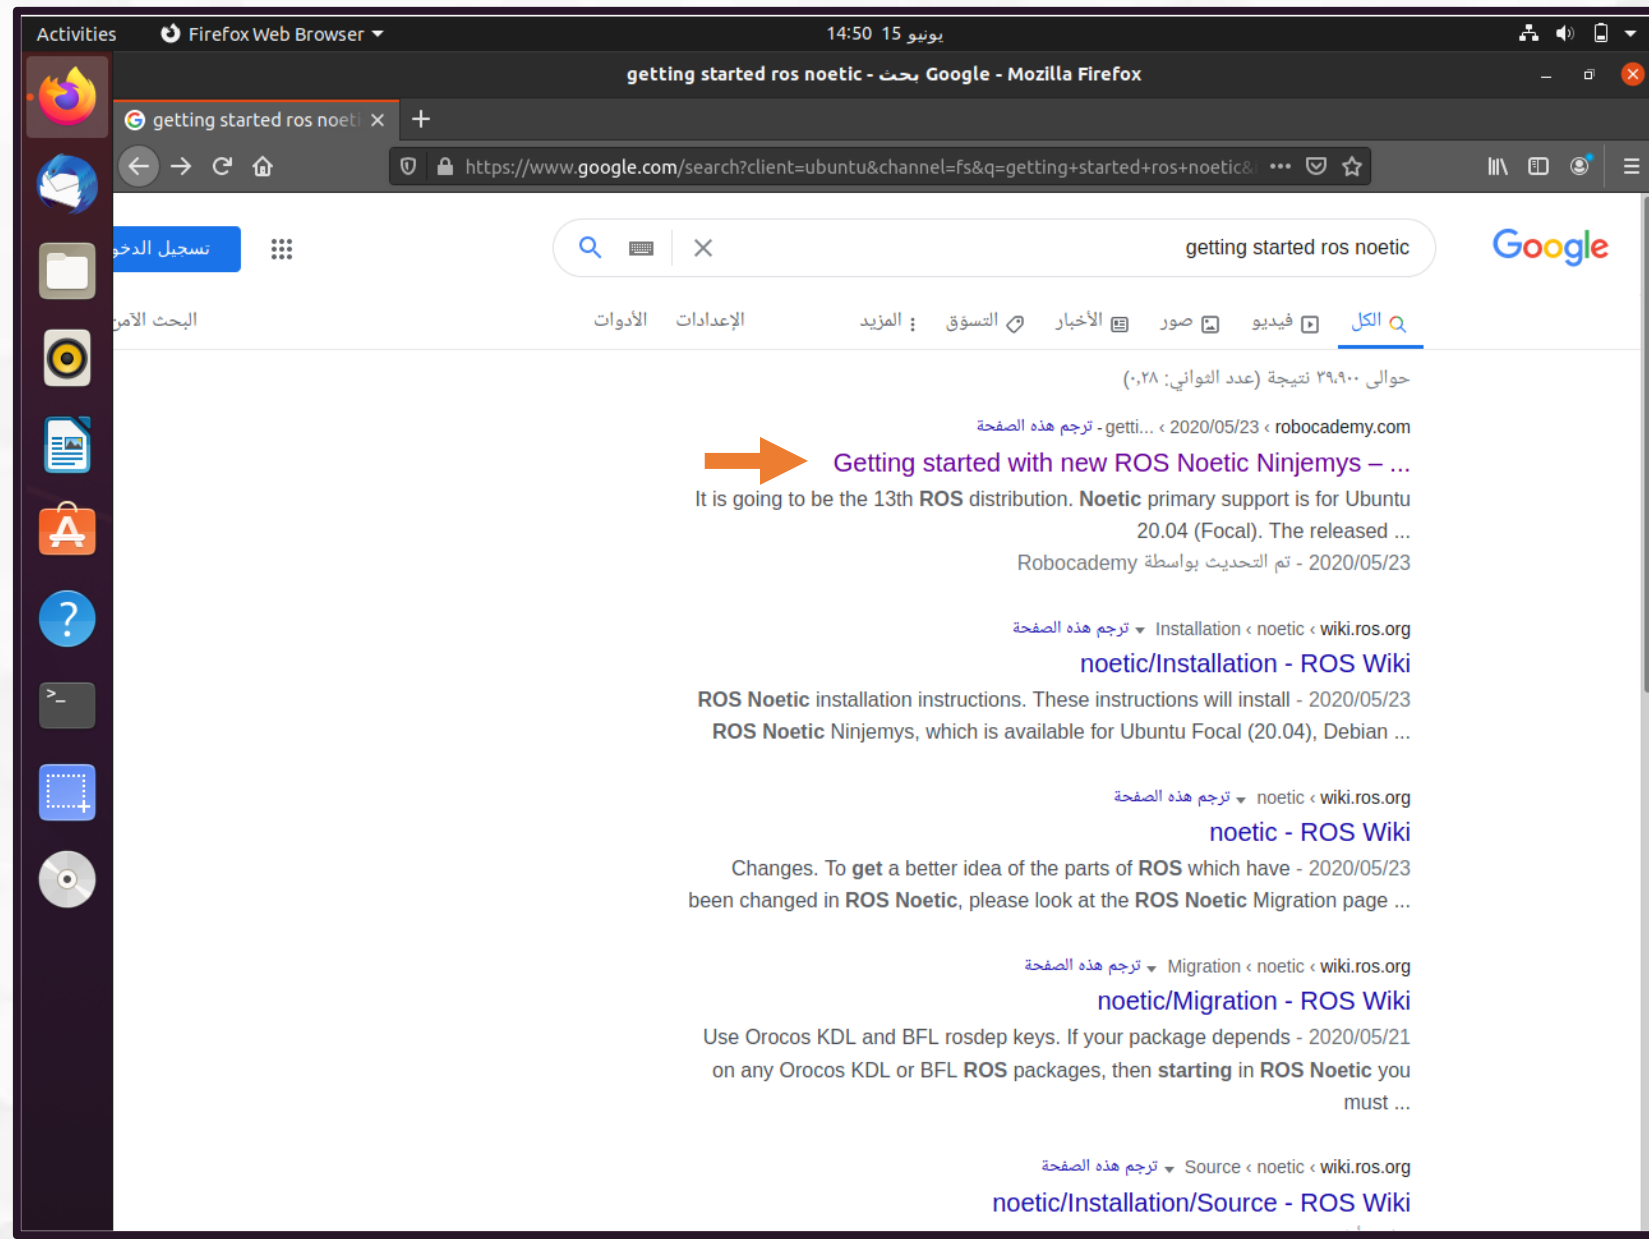 Activities Firefox Web Browser 14:50 15 يونيو
getting started ros noetic - بحث Google - Mozilla Firefox
getting started ros noeti
https://www.google.com/search?client=ubuntu&channel=fs&q=getting+started+ros+noetic&
تسجيل الدخو getting started ros noetic Google
الكل فيديو صور الأخبار التسوّق المزيد الإعدادات الأدوات البحث الآمن
حوالى ٣٩،٩٠٠ نتيجة (عدد الثواني: ٠,٢٨)
robocademy.com › 2020/05/23 › ...getti - ترجم هذه الصفحة
Getting started with new ROS Noetic Ninjemys – ...
It is going to be the 13th ROS distribution. Noetic primary support is for Ubuntu
20.04 (Focal). The released ...
2020/05/23 - تم التحديث بواسطة Robocademy
wiki.ros.org › noetic › Installation ترجم هذه الصفحة
noetic/Installation - ROS Wiki
ROS Noetic installation instructions. These instructions will install - 2020/05/23
ROS Noetic Ninjemys, which is available for Ubuntu Focal (20.04), Debian ...
wiki.ros.org › noetic ترجم هذه الصفحة
noetic - ROS Wiki
Changes. To get a better idea of the parts of ROS which have - 2020/05/23
been changed in ROS Noetic, please look at the ROS Noetic Migration page ...
wiki.ros.org › noetic › Migration ترجم هذه الصفحة
noetic/Migration - ROS Wiki
Use Orocos KDL and BFL rosdep keys. If your package depends - 2020/05/21
on any Orocos KDL or BFL ROS packages, then starting in ROS Noetic you
must ...
wiki.ros.org › noetic › Source ترجم هذه الصفحة
noetic/Installation/Source - ROS Wiki